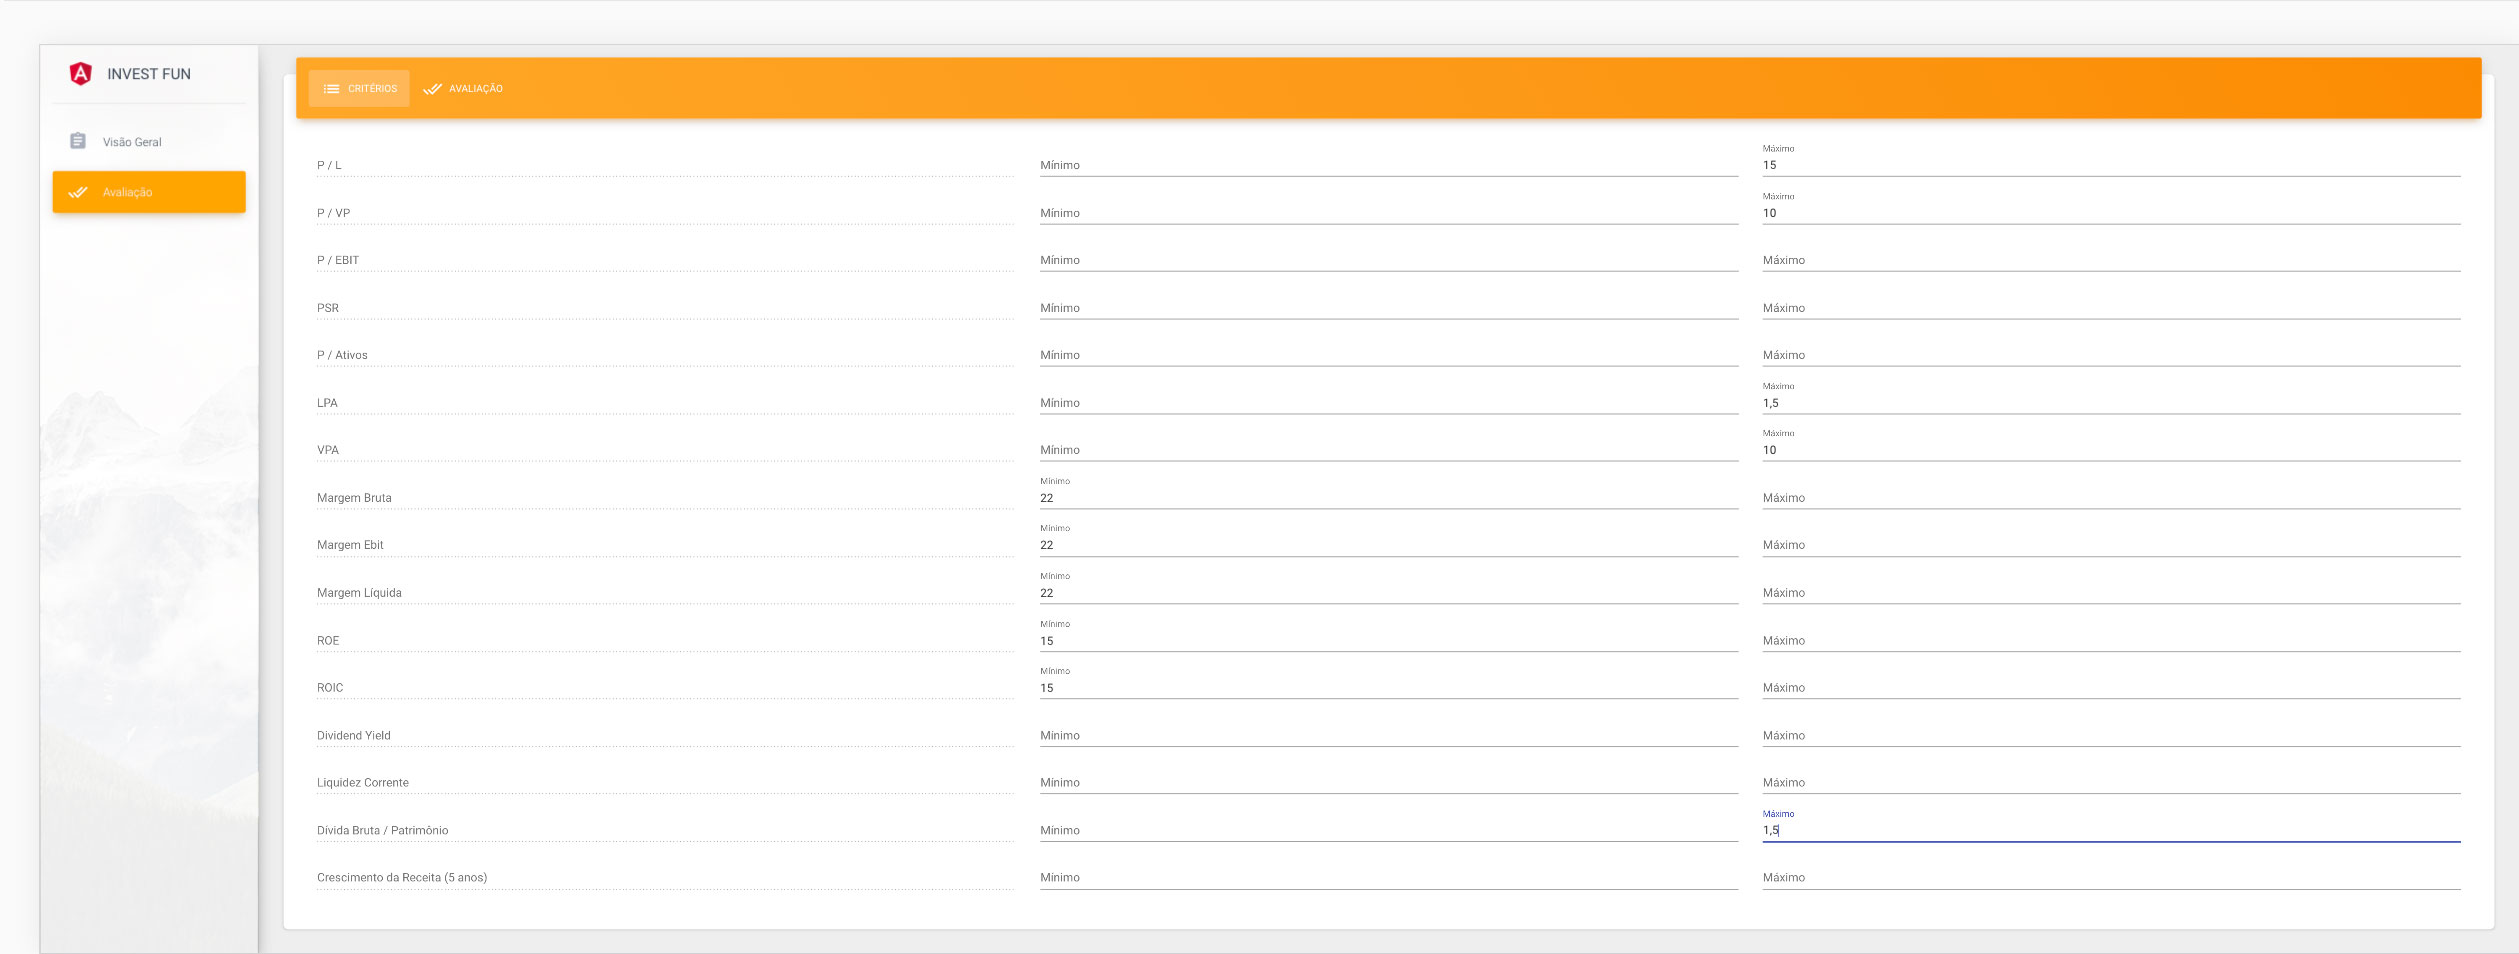 INVEST FUN
Visão Geral
Avaliação
CRITÉRIOS AVALIAÇÃO
Máximo
P / L Mínimo 15
Máximo
P / VP Mínimo 10
P / EBIT Mínimo Máximo
PSR Mínimo Máximo
P / Ativos Mínimo Máximo
Máximo
LPA Mínimo 1,5
Máximo
VPA Mínimo 10
Mínimo
Margem Bruta 22 Máximo
Mínimo
Margem Ebit 22 Máximo
Mínimo
Margem Líquida 22 Máximo
Mínimo
ROE 15 Máximo
Mínimo
ROIC 15 Máximo
Dividend Yield Mínimo Máximo
Liquidez Corrente Mínimo Máximo
Máximo
Dívida Bruta / Patrimônio Mínimo 1,5
Crescimento da Receita (5 anos) Mínimo Máximo